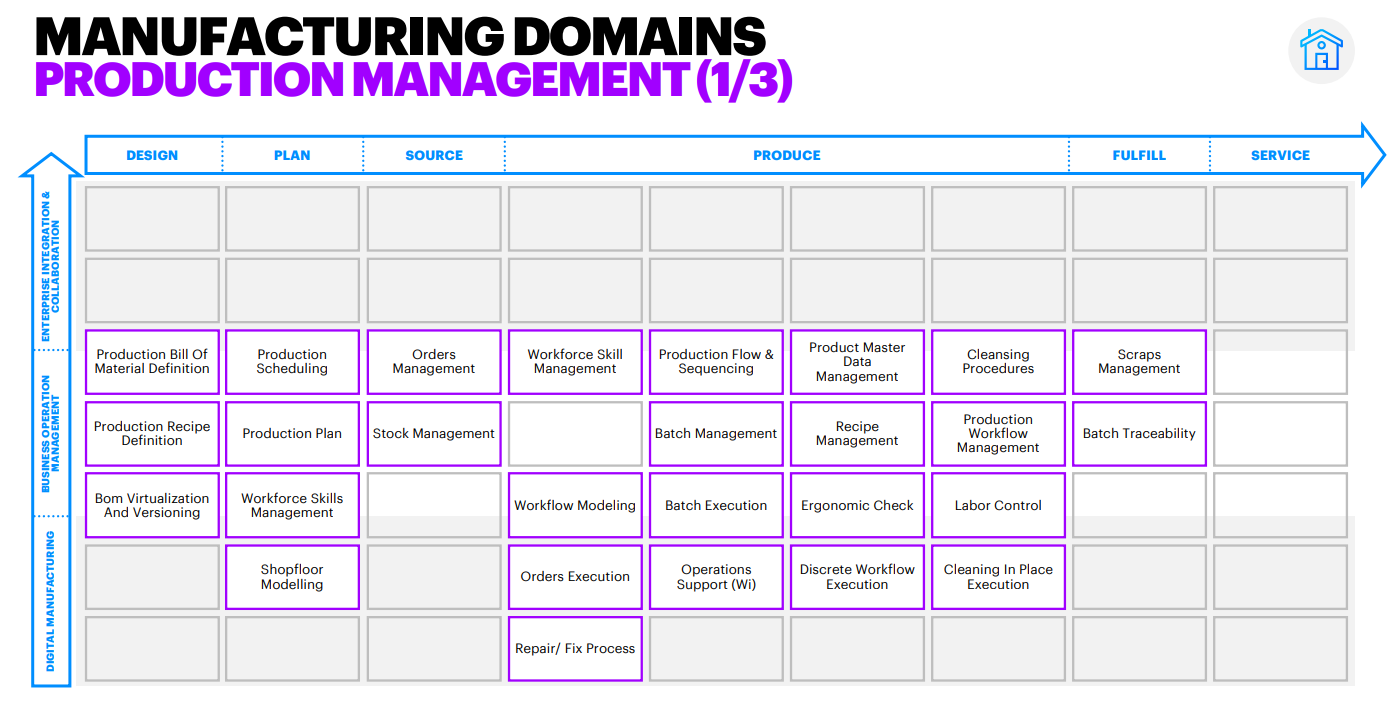 MANUFACTURING DOMAINS
PRODUCTION MANAGEMENT (1/3)
DESIGN
PLAN
SOURCE
PRODUCE
FULFILL
SERVICE
ENTERPRISE INTEGRATION &
COLLABORATION
BUSINESS OPERATION
MANAGEMENT
DIGITAL MANUFACTURING
Production Bill Of
Material Definition
Production
Scheduling
Orders
Management
Workforce Skill
Management
Production Flow &
Sequencing
Product Master
Data
Management
Cleansing
Procedures
Scraps
Management
Production Recipe
Definition
Production Plan
Stock Management
Batch Management
Recipe
Management
Production
Workflow
Management
Batch Traceability
Bom Virtualization
And Versioning
Workforce Skills
Management
Workflow Modeling
Batch Execution
Ergonomic Check
Labor Control
Shopfloor
Modelling
Orders Execution
Operations
Support (Wi)
Discrete Workflow
Execution
Cleaning In Place
Execution
Repair/ Fix Process